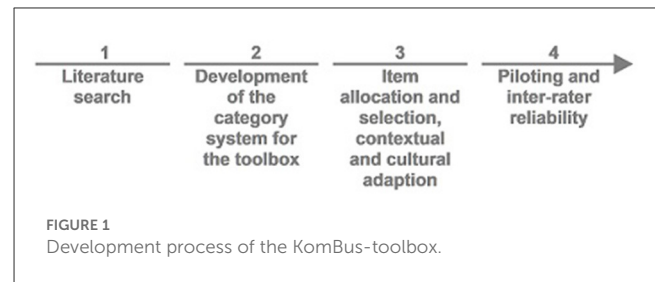 1
Literature
search
2
Development
of the
category
system for
the toolbox
3
Item
allocation and
selection,
contextual
and cultural
adaption
4
Piloting and
inter-rater
reliability
FIGURE 1
Development process of the KomBus-toolbox.